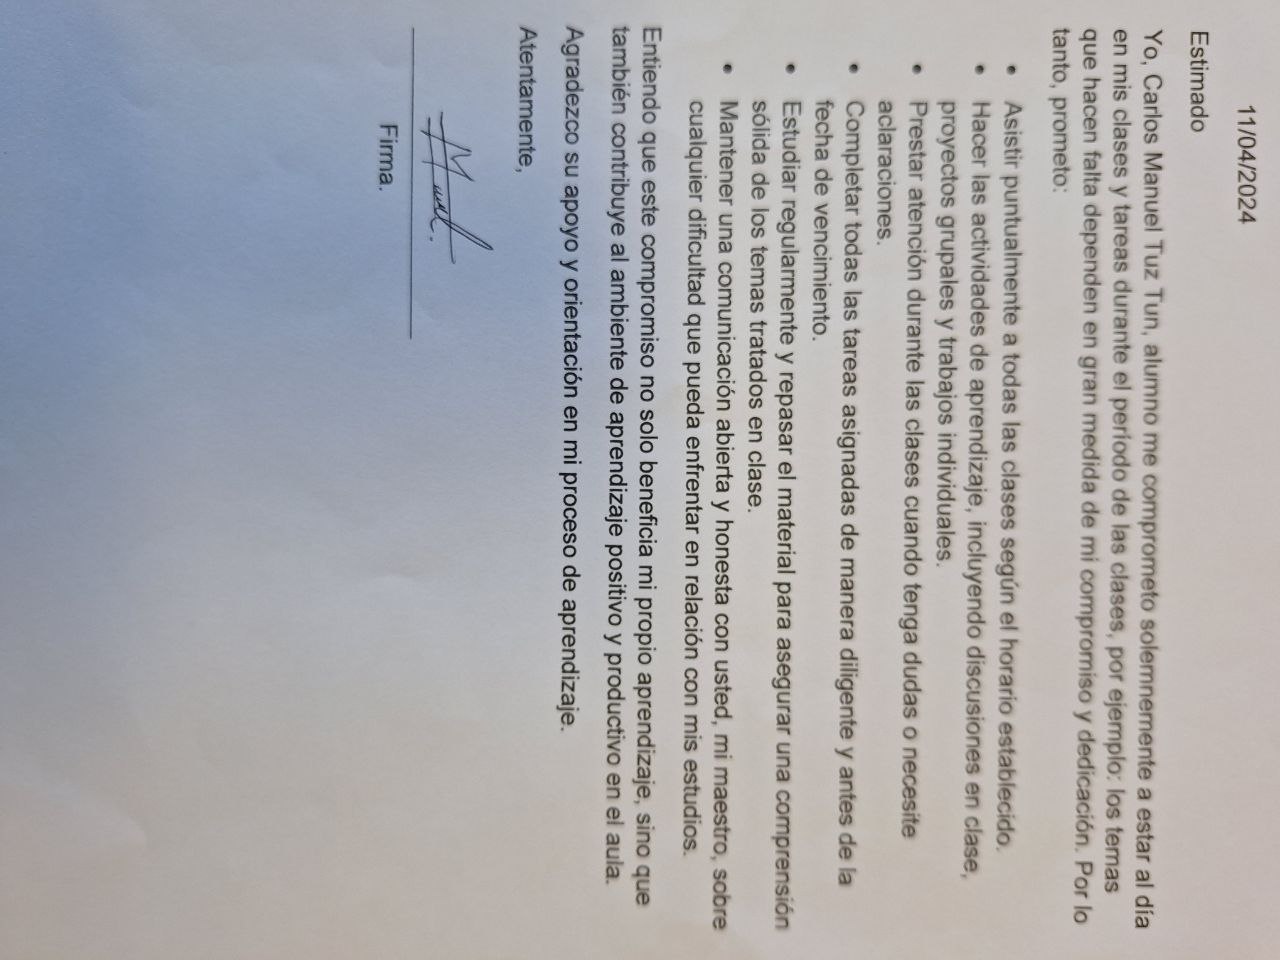 11/04/2024
Estimado
Yo, Carlos Manuel Tuz Tun, alumno me comprometo solemnemente a estar al día
en mis clases y tareas durante el período de las clases, por ejemplo: los temas
que hacen falta dependen en gran medida de mi compromiso y dedicación. Por lo
tanto, prometo:
• Asistir puntualmente a todas las clases según el horario establecido.
• Hacer las actividades de aprendizaje, incluyendo discusiones en clase,
proyectos grupales y trabajos individuales.
• Prestar atención durante las clases cuando tenga dudas o necesite
aclaraciones.
• Completar todas las tareas asignadas de manera diligente y antes de la
fecha de vencimiento.
• Estudiar regularmente y repasar el material para asegurar una comprensión
sólida de los temas tratados en clase.
• Mantener una comunicación abierta y honesta con usted, mi maestro, sobre
cualquier dificultad que pueda enfrentar en relación con mis estudios.
Entiendo que este compromiso no solo beneficia mi propio aprendizaje, sino que
también contribuye al ambiente de aprendizaje positivo y productivo en el aula.
Agradezco su apoyo y orientación en mi proceso de aprendizaje.
Atentamente,
Firma.